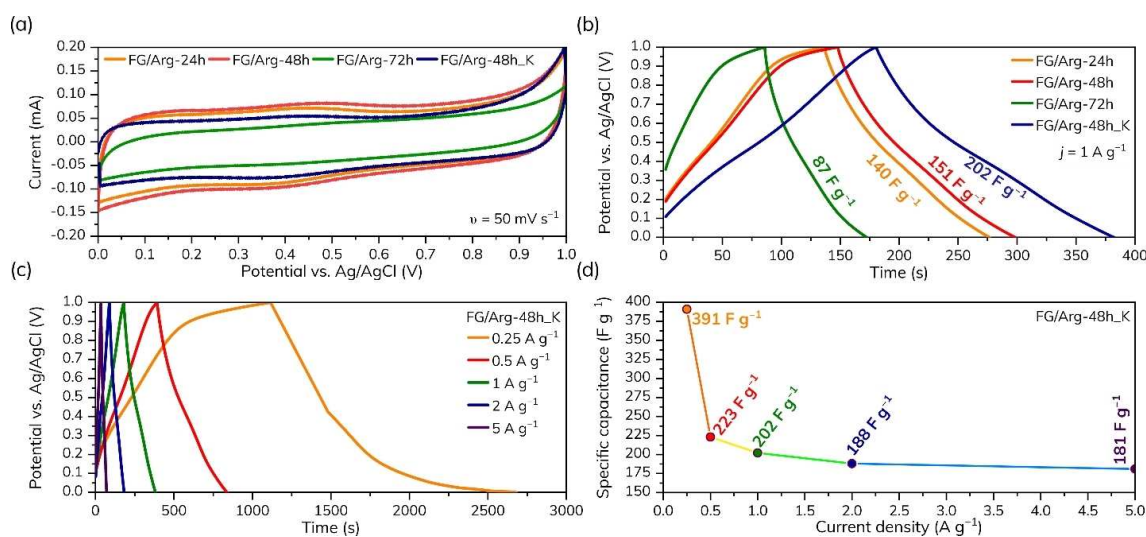 (a)
FG/Arg-24h FG/Arg-48h FG/Arg-72h FG/Arg-48h_K
0.20
0.15
0.10
0.05
0.00
-0.05
-0.10
-0.15
-0.20
Current (mA)
υ = 50 mV s⁻¹
0.0 0.1 0.2 0.3 0.4 0.5 0.6 0.7 0.8 0.9 1.0
Potential vs. Ag/AgCl (V)
(b)
1.0
0.9
0.8
0.7
0.6
0.5
0.4
0.3
0.2
0.1
0.0
Potential vs. Ag/AgCl (V)
FG/Arg-24h
FG/Arg-48h
FG/Arg-72h
FG/Arg-48h_K
j = 1 A g⁻¹
87 F g⁻¹
140 F g⁻¹
151 F g⁻¹
202 F g⁻¹
0 50 100 150 200 250 300 350 400
Time (s)
(c)
1.0
0.9
0.8
0.7
0.6
0.5
0.4
0.3
0.2
0.1
0.0
Potential vs. Ag/AgCl (V)
FG/Arg-48h_K
0.25 A g⁻¹
0.5 A g⁻¹
1 A g⁻¹
2 A g⁻¹
5 A g⁻¹
0 500 1000 1500 2000 2500 3000
Time (s)
(d)
400
375
350
325
300
275
250
225
200
175
150
Specific capacitance (F g⁻¹)
FG/Arg-48h_K
391 F g⁻¹
223 F g⁻¹
202 F g⁻¹
188 F g⁻¹
181 F g⁻¹
0.0 0.5 1.0 1.5 2.0 2.5 3.0 3.5 4.0 4.5 5.0
Current density (A g⁻¹)